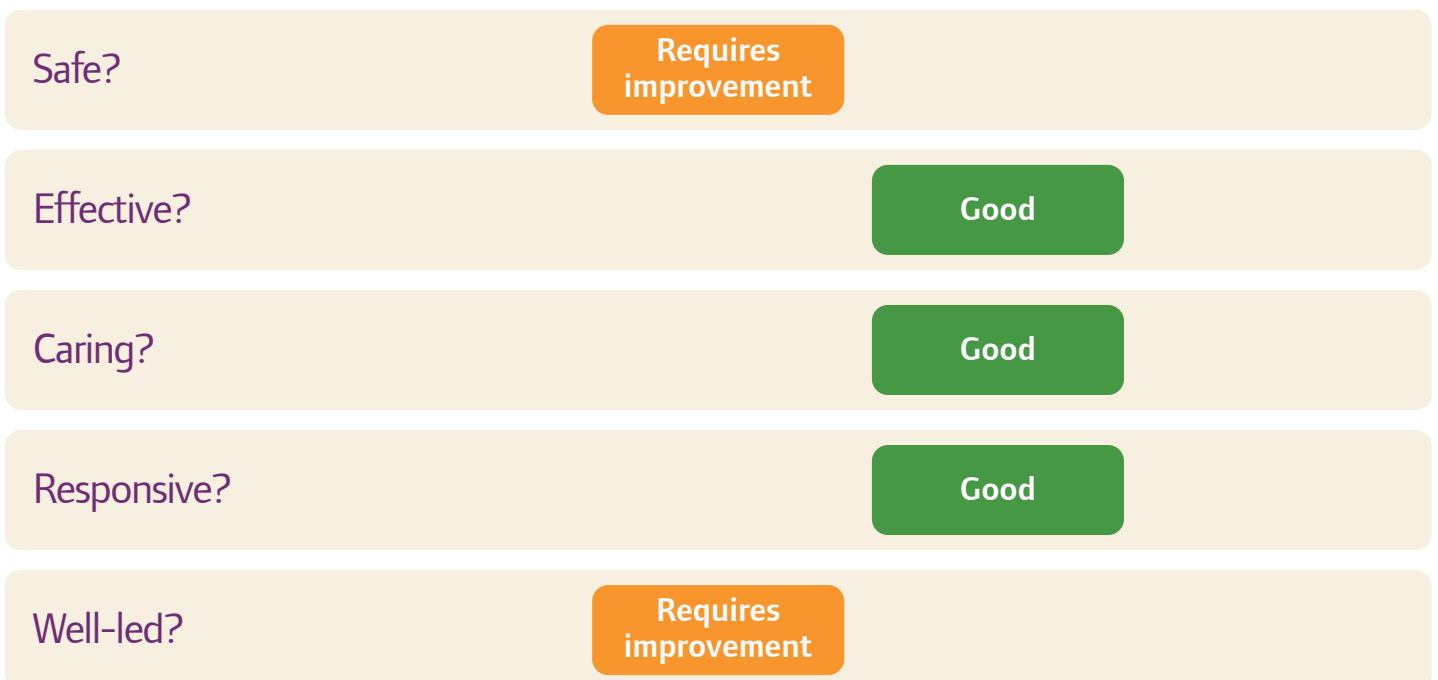 Safe?
Requires
improvement
Effective?
Good
Caring?
Good
Responsive?
Good
Well-led?
Requires
improvement